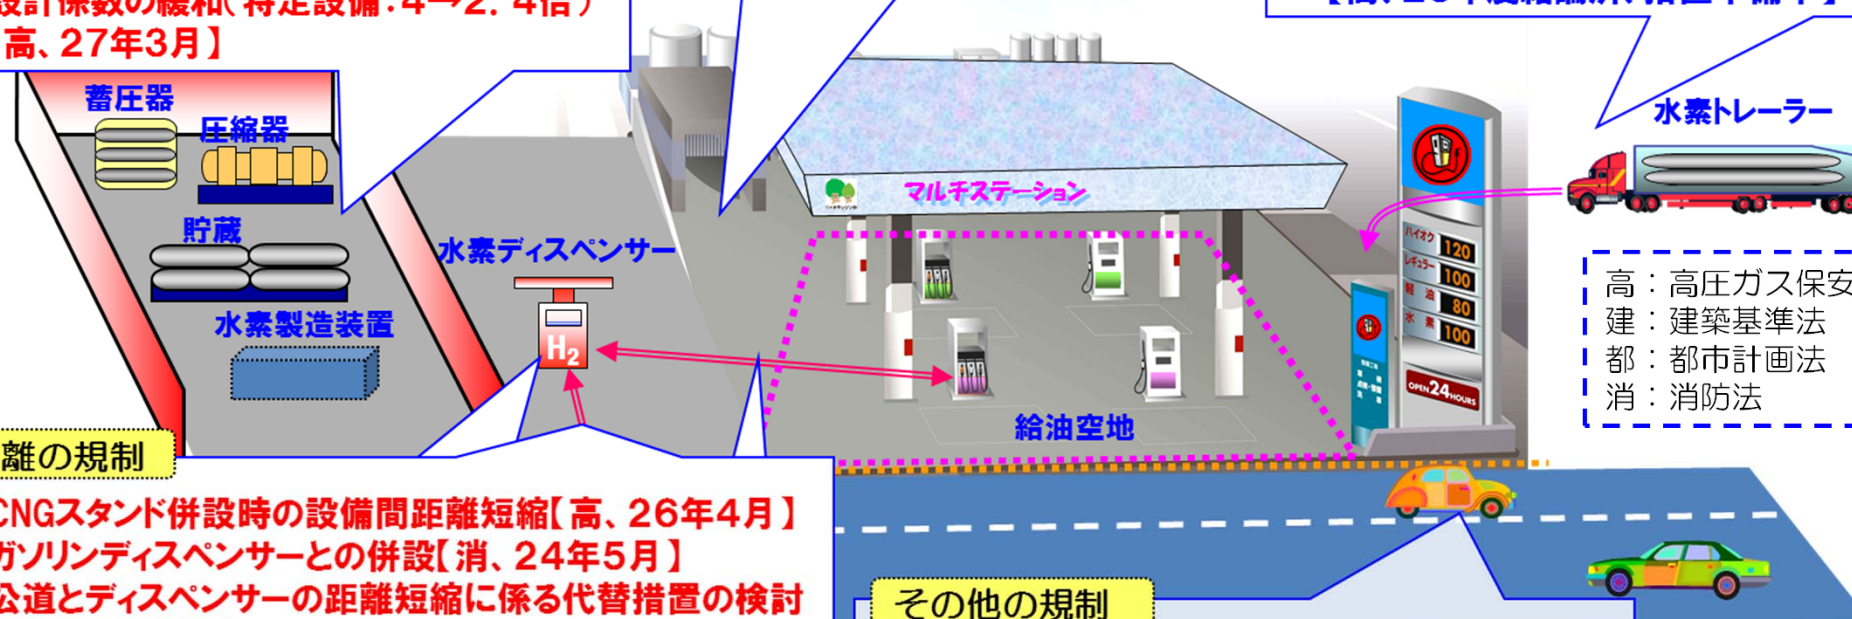 設計係数の緩和(特定設備:4→2.4倍)
高、27年3月】
蓄圧器
圧縮器
貯蔵
水素製造装置
水素ディスペンサー
H2
マルチステーション
給油空地
ハイオク 120
レギュラー 100
軽油 80
水素 100
OPEN 24 HOURS
水素トレーラー
高:高圧ガス保安
建:建築基準法
都:都市計画法
消:消防法
離の規制
CNGスタンド併設時の設備間距離短縮【高、26年4月】
ガソリンディスペンサーとの併設【消、24年5月】
公道とディスペンサーの距離短縮に係る代替措置の検討
その他の規制